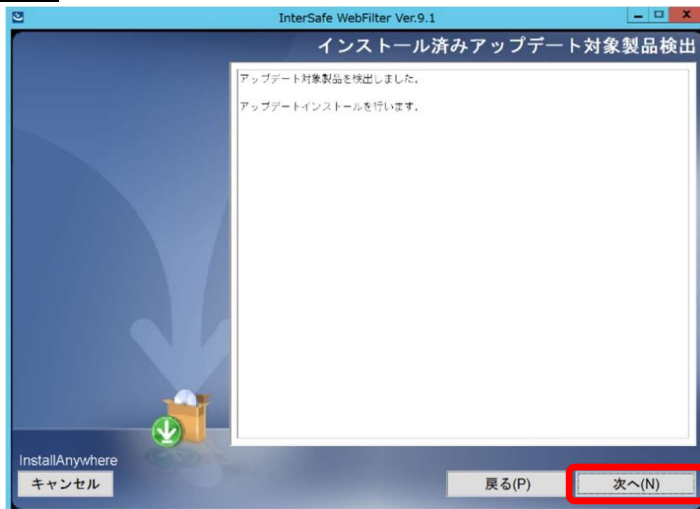 InterSafe WebFilter Ver.9.1
インストール済みアップデート対象製品検出
アップデート対象製品を検出しました。
アップデートインストールを行います。
InstallAnywhere
キャンセル
戻る(P)
次へ(N)